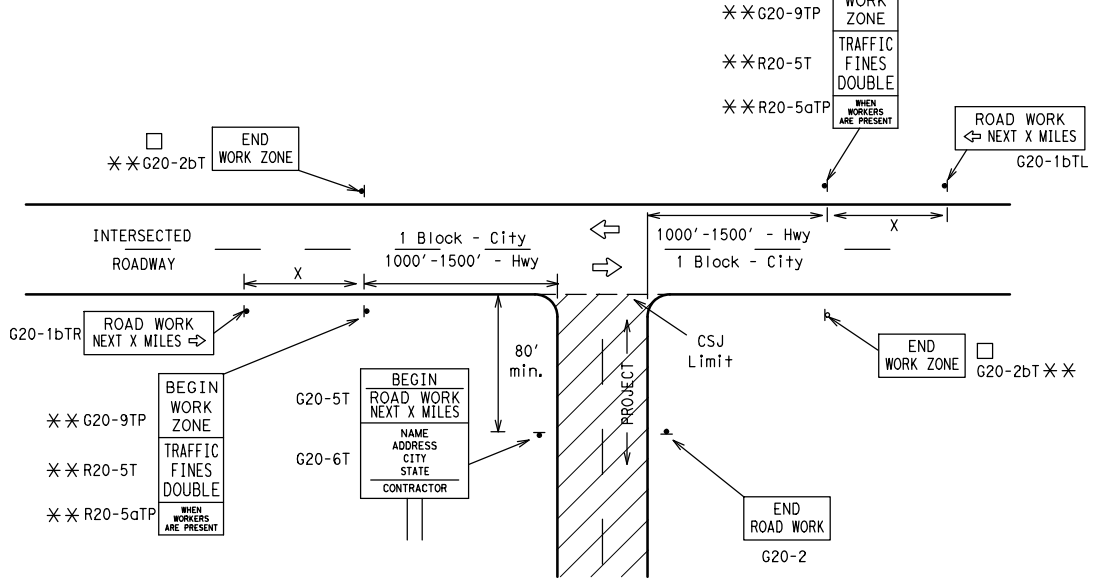 WORK
ZONE
✳✳G20-9TP
TRAFFIC
FINES
DOUBLE
✳✳R20-5T
WHEN
WORKERS
ARE PRESENT
✳✳R20-5aTP
ROAD WORK
⇦ NEXT X MILES
G20-1bTL
□
✳✳G20-2bT
END
WORK ZONE
INTERSECTED
ROADWAY
1 Block - City
1000'-1500' - Hwy
1000'-1500' - Hwy
1 Block - City
X
X
G20-1bTR
ROAD WORK
NEXT X MILES ⇨
80'
min.
CSJ
Limit
PROJECT
END
WORK ZONE
□
G20-2bT ✳✳
BEGIN
WORK
ZONE
✳✳G20-9TP
TRAFFIC
FINES
DOUBLE
✳✳R20-5T
WHEN
WORKERS
ARE PRESENT
✳✳R20-5aTP
G20-5T
BEGIN
ROAD WORK
NEXT X MILES
G20-6T
NAME
ADDRESS
CITY
STATE
CONTRACTOR
END
ROAD WORK
G20-2